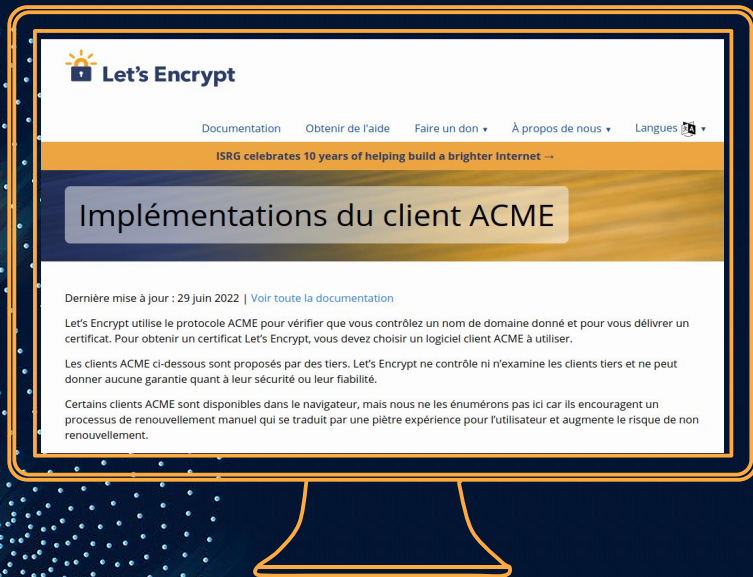 Let's Encrypt
Documentation Obtenir de l'aide Faire un don ▾ À propos de nous ▾ Langues ▾
ISRG celebrates 10 years of helping build a brighter Internet →
Implémentations du client ACME
Dernière mise à jour : 29 juin 2022 | Voir toute la documentation
Let's Encrypt utilise le protocole ACME pour vérifier que vous contrôlez un nom de domaine donné et pour vous délivrer un
certificat. Pour obtenir un certificat Let's Encrypt, vous devez choisir un logiciel client ACME à utiliser.
Les clients ACME ci-dessous sont proposés par des tiers. Let's Encrypt ne contrôle ni n'examine les clients tiers et ne peut
donner aucune garantie quant à leur sécurité ou leur fiabilité.
Certains clients ACME sont disponibles dans le navigateur, mais nous ne les énumérons pas ici car ils encouragent un
processus de renouvellement manuel qui se traduit par une piètre expérience pour l'utilisateur et augmente le risque de non
renouvellement.